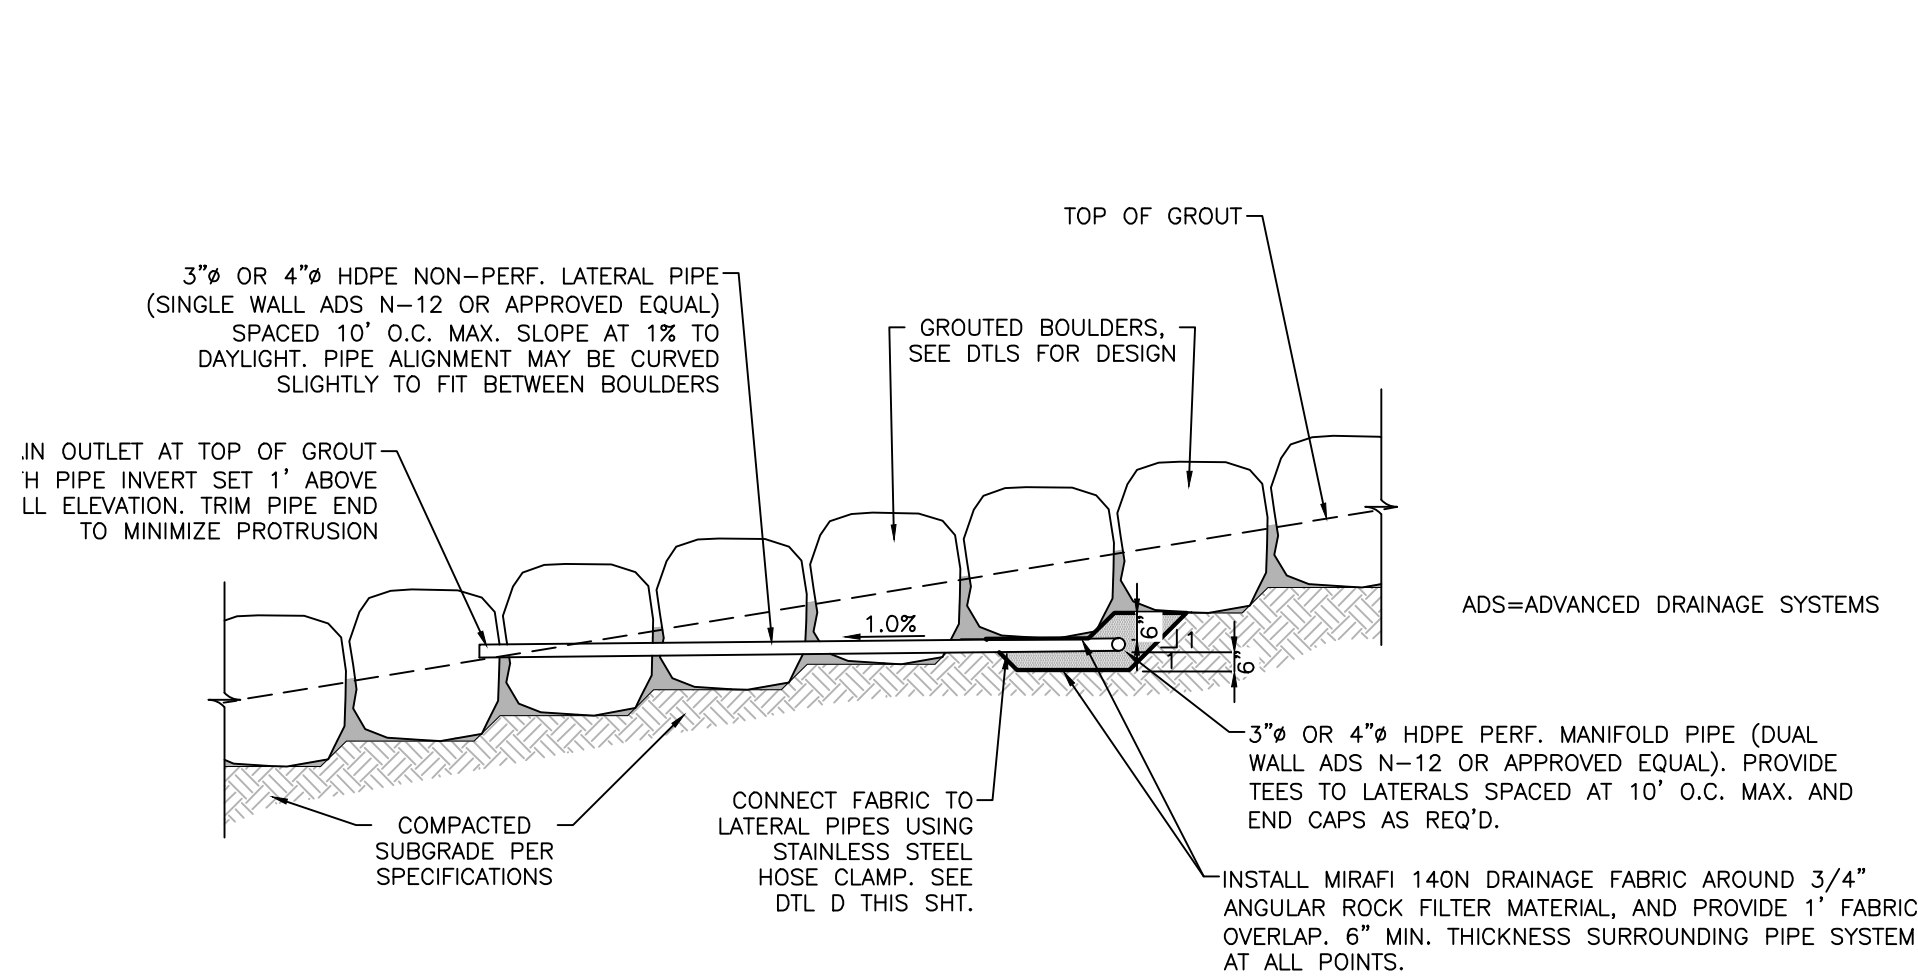 TOP OF GROUT
3"ø OR 4"ø HDPE NON-PERF. LATERAL PIPE
(SINGLE WALL ADS N-12 OR APPROVED EQUAL)
SPACED 10' O.C. MAX. SLOPE AT 1% TO
DAYLIGHT. PIPE ALIGNMENT MAY BE CURVED
SLIGHTLY TO FIT BETWEEN BOULDERS
GROUTED BOULDERS,
SEE DTLS FOR DESIGN
OUTLET AT TOP OF GROUT
PIPE INVERT SET 1' ABOVE
ELEVATION. TRIM PIPE END
TO MINIMIZE PROTRUSION
ADS=ADVANCED DRAINAGE SYSTEMS
1.0%
6"
1
1
6"
3"ø OR 4"ø HDPE PERF. MANIFOLD PIPE (DUAL
WALL ADS N-12 OR APPROVED EQUAL). PROVIDE
TEES TO LATERALS SPACED AT 10' O.C. MAX. AND
END CAPS AS REQ'D.
CONNECT FABRIC TO
LATERAL PIPES USING
STAINLESS STEEL
HOSE CLAMP. SEE
DTL D THIS SHT.
COMPACTED
SUBGRADE PER
SPECIFICATIONS
INSTALL MIRAFI 140N DRAINAGE FABRIC AROUND 3/4"
ANGULAR ROCK FILTER MATERIAL, AND PROVIDE 1' FABRIC
OVERLAP. 6" MIN. THICKNESS SURROUNDING PIPE SYSTEM
AT ALL POINTS.